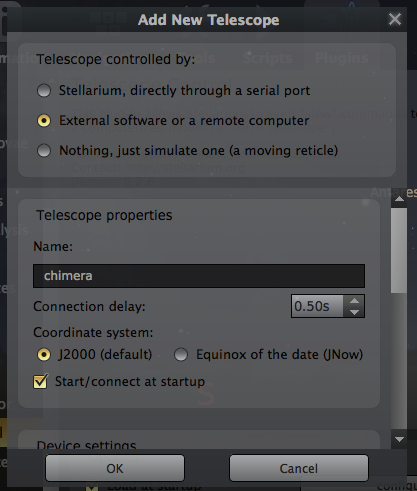 Add New Telescope
Telescope controlled by:
Stellarium, directly through a serial port
External software or a remote computer
Nothing, just simulate one (a moving reticle)
Telescope properties
Name:
chimera
Connection delay: 0.50s
Coordinate system:
J2000 (default) Equinox of the date (JNow)
Start/connect at startup
Device settings
OK Cancel